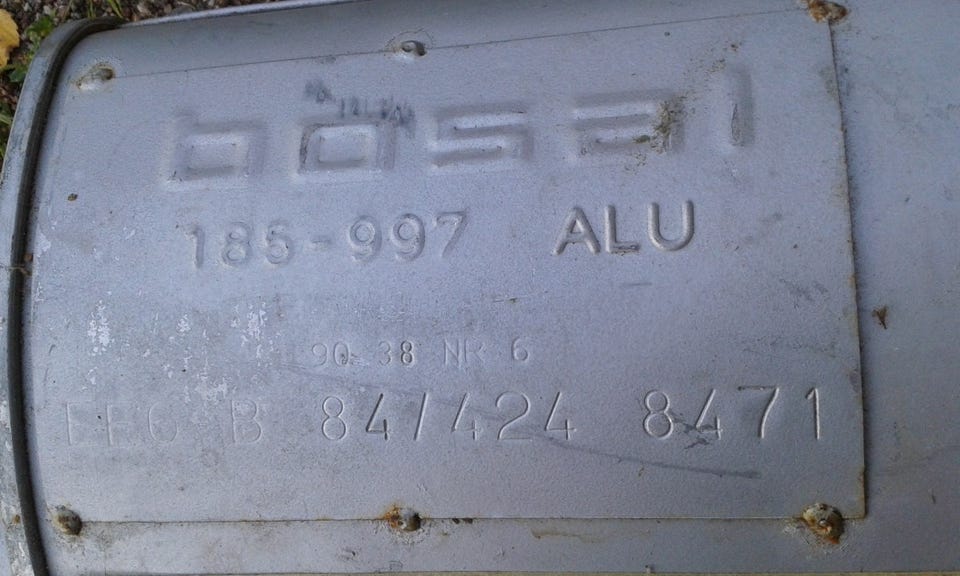 bosal
185-997 ALU
90 38 NR 6
EEG B 84/424 8471